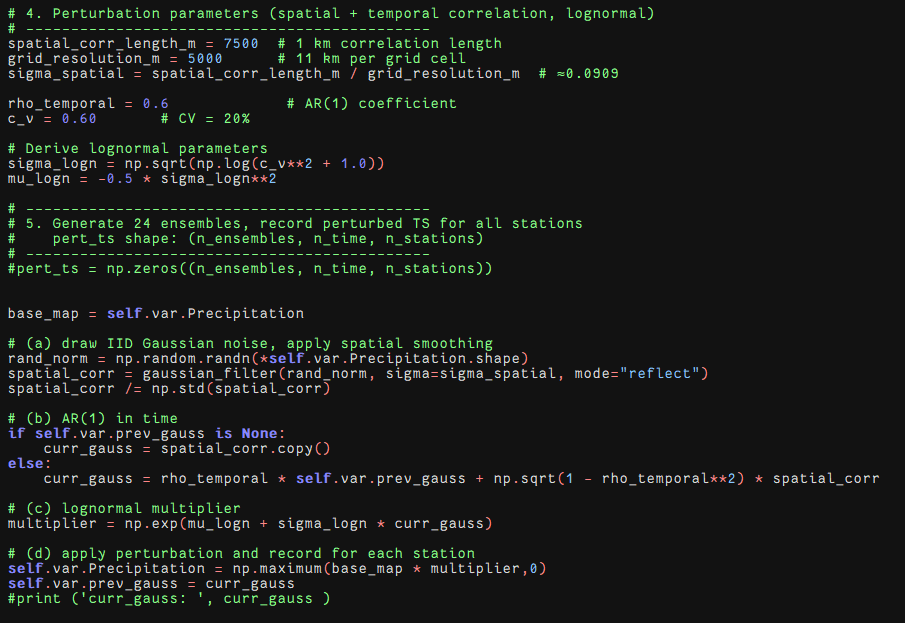 # 4. Perturbation parameters (spatial + temporal correlation, lognormal)
# ---------------------------------------------
spatial_corr_length_m = 7500  # 1 km correlation length
grid_resolution_m = 5000      # 11 km per grid cell
sigma_spatial = spatial_corr_length_m / grid_resolution_m  # ≈0.0909
rho_temporal = 0.6             # AR(1) coefficient
c_v = 0.60       # CV = 20%
# Derive lognormal parameters
sigma_logn = np.sqrt(np.log(c_v**2 + 1.0))
mu_logn = -0.5 * sigma_logn**2
# ---------------------------------------------
# 5. Generate 24 ensembles, record perturbed TS for all stations
#    pert_ts shape: (n_ensembles, n_time, n_stations)
# ---------------------------------------------
#pert_ts = np.zeros((n_ensembles, n_time, n_stations))
base_map = self.var.Precipitation
# (a) draw IID Gaussian noise, apply spatial smoothing
rand_norm = np.random.randn(*self.var.Precipitation.shape)
spatial_corr = gaussian_filter(rand_norm, sigma=sigma_spatial, mode="reflect")
spatial_corr /= np.std(spatial_corr)
# (b) AR(1) in time
if self.var.prev_gauss is None:
    curr_gauss = spatial_corr.copy()
else:
    curr_gauss = rho_temporal * self.var.prev_gauss + np.sqrt(1 - rho_temporal**2) * spatial_corr
# (c) lognormal multiplier
multiplier = np.exp(mu_logn + sigma_logn * curr_gauss)
# (d) apply perturbation and record for each station
self.var.Precipitation = np.maximum(base_map * multiplier,0)
self.var.prev_gauss = curr_gauss
#print ('curr_gauss: ', curr_gauss )